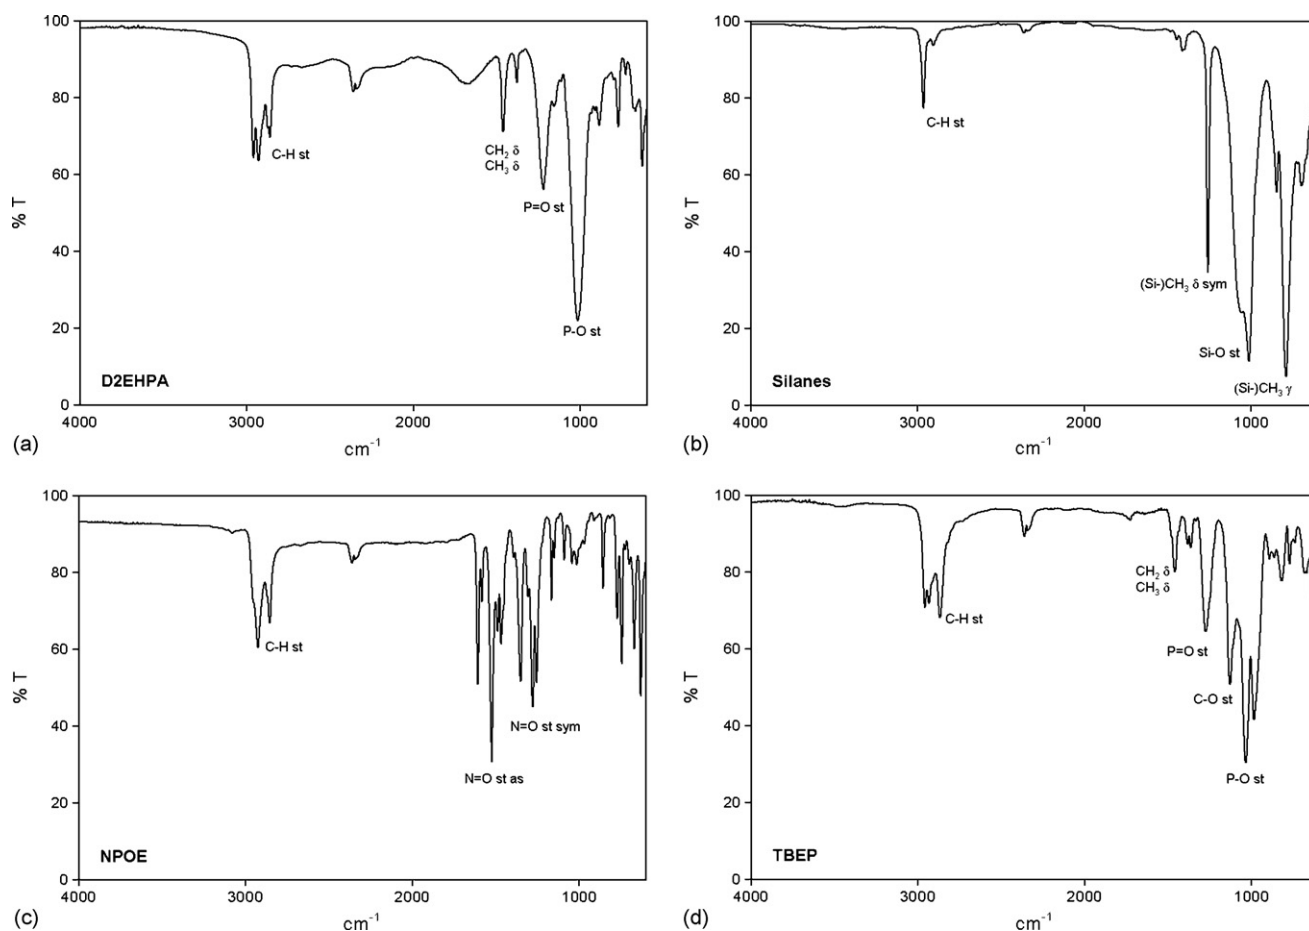 100
80
60
40
20
0
% T
C-H st
CH₂ δ
CH₃ δ
P=O st
P-O st
D2EHPA
4000
3000
2000
1000
cm⁻¹
(a)
100
80
60
40
20
0
% T
C-H st
(Si-)CH₃ δ sym
Si-O st
(Si-)CH₃ γ
Silanes
4000
3000
2000
1000
cm⁻¹
(b)
100
80
60
40
20
0
% T
C-H st
N=O st sym
N=O st as
NPOE
4000
3000
2000
1000
cm⁻¹
(c)
100
80
60
40
20
0
% T
C-H st
CH₂ δ
CH₃ δ
P=O st
C-O st
P-O st
TBEP
4000
3000
2000
1000
cm⁻¹
(d)